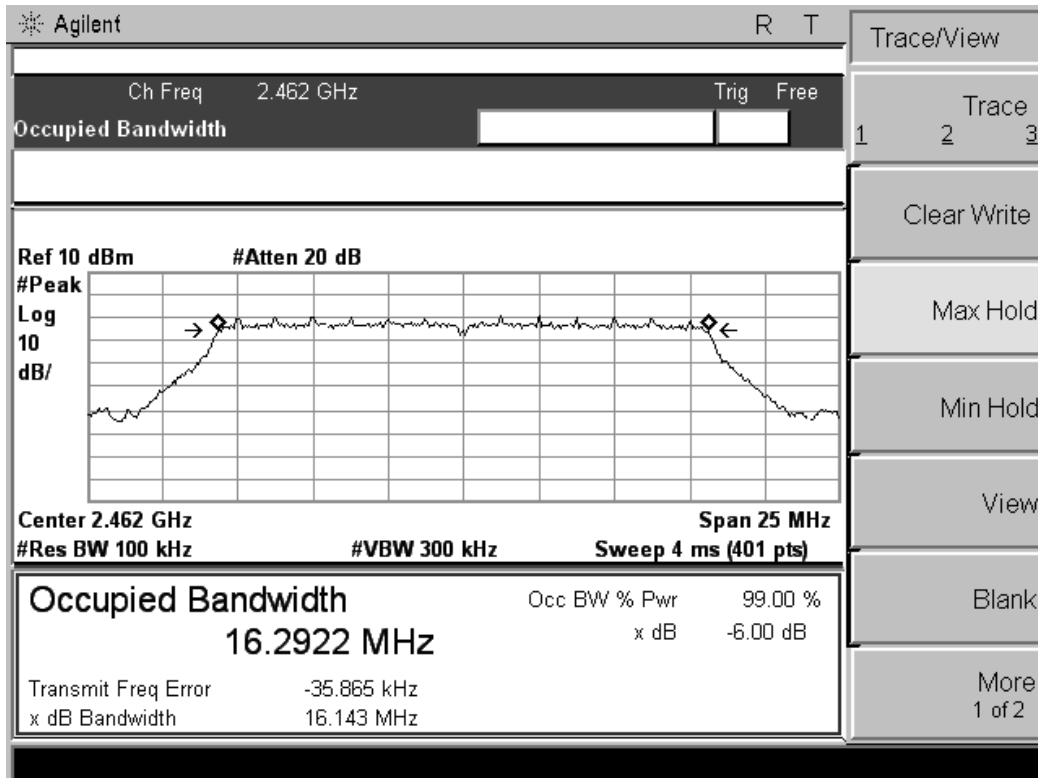 Agilent R T
Trace/View
Ch Freq 2.462 GHz Trig Free
Occupied Bandwidth
Trace
1 2 3
Clear Write
Ref 10 dBm #Atten 20 dB
#Peak
Log
10
dB/
Max Hold
Min Hold
View
Center 2.462 GHz Span 25 MHz
#Res BW 100 kHz #VBW 300 kHz Sweep 4 ms (401 pts)
Occupied Bandwidth Occ BW % Pwr 99.00 %
16.2922 MHz x dB -6.00 dB
Blank
Transmit Freq Error -35.865 kHz
x dB Bandwidth 16.143 MHz
More
1 of 2